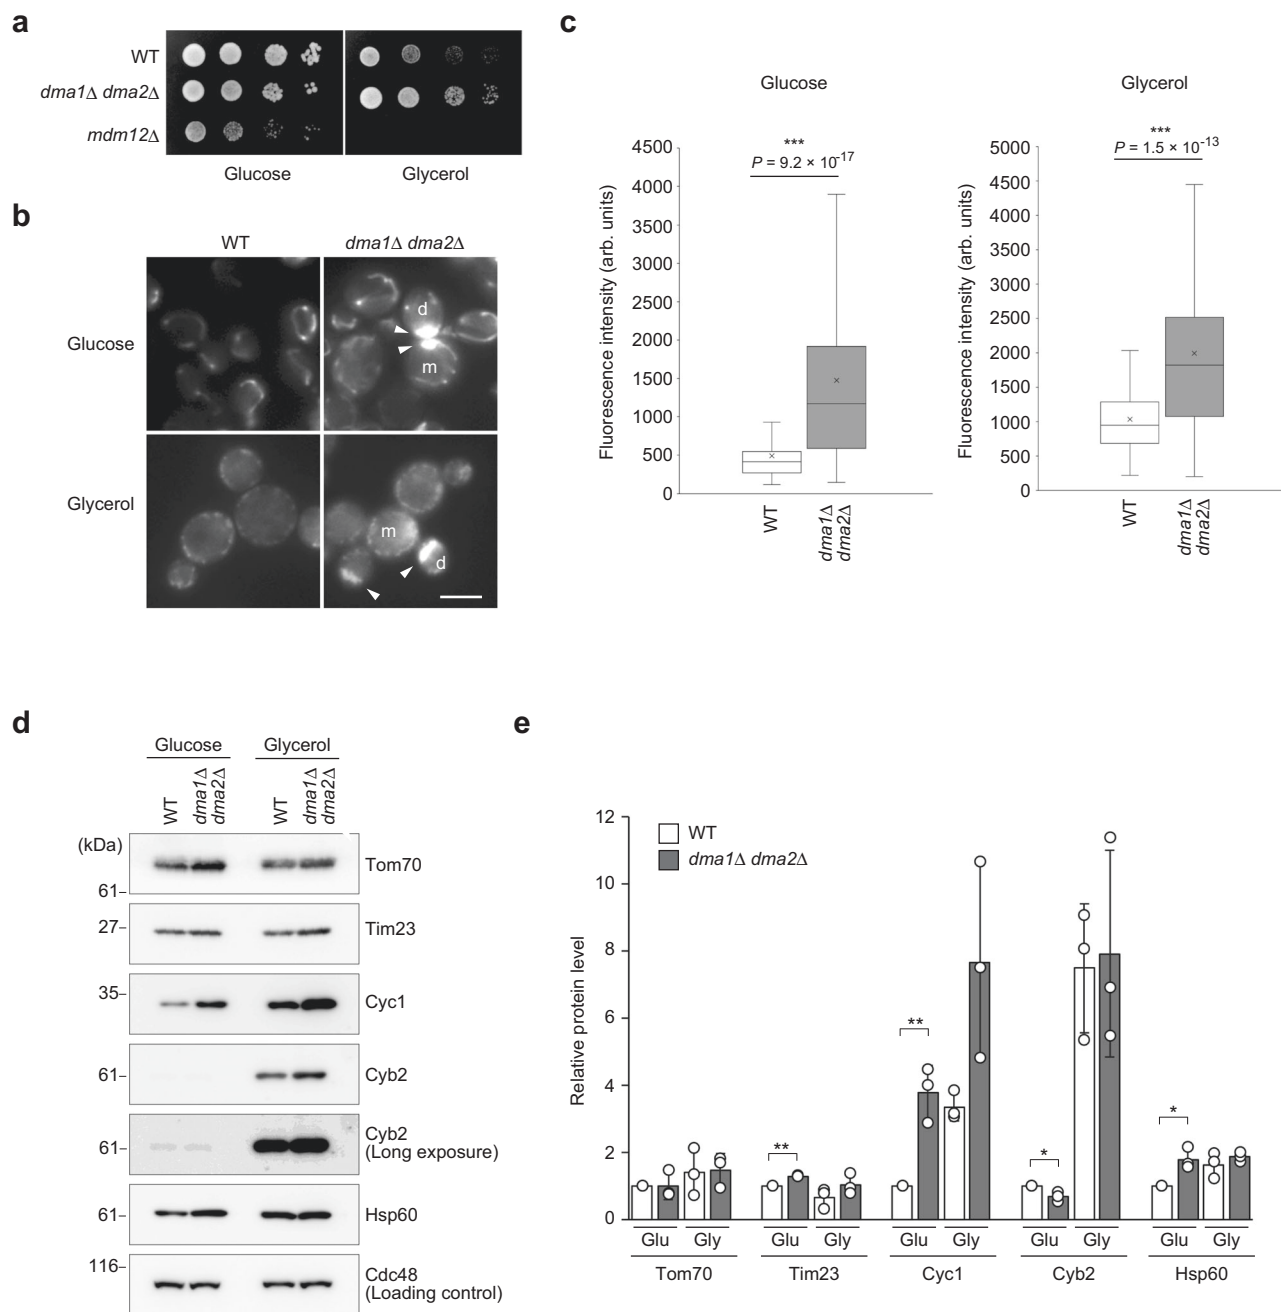 a
WT
dma1Δ dma2Δ
mdm12Δ
Glucose
Glycerol
b
WT
dma1Δ dma2Δ
Glucose
d
m
Glycerol
m
d
c
Glucose
***
P = 9.2 × 10-17
Fluorescence intensity (arb. units)
4500
4000
3500
3000
2500
2000
1500
1000
500
0
WT
dma1Δ
dma2Δ
Glycerol
***
P = 1.5 × 10-13
Fluorescence intensity (arb. units)
5000
4500
4000
3500
3000
2500
2000
1500
1000
500
0
WT
dma1Δ
dma2Δ
d
Glucose
Glycerol
WT
dma1Δ
dma2Δ
WT
dma1Δ
dma2Δ
(kDa)
61–
Tom70
27–
Tim23
35–
Cyc1
61–
Cyb2
61–
Cyb2
(Long exposure)
61–
Hsp60
116–
Cdc48
(Loading control)
e
WT
dma1Δ dma2Δ
Relative protein level
12
10
8
6
4
2
0
**
**
*
*
Glu Gly Glu Gly Glu Gly Glu Gly Glu Gly
Tom70 Tim23 Cyc1 Cyb2 Hsp60